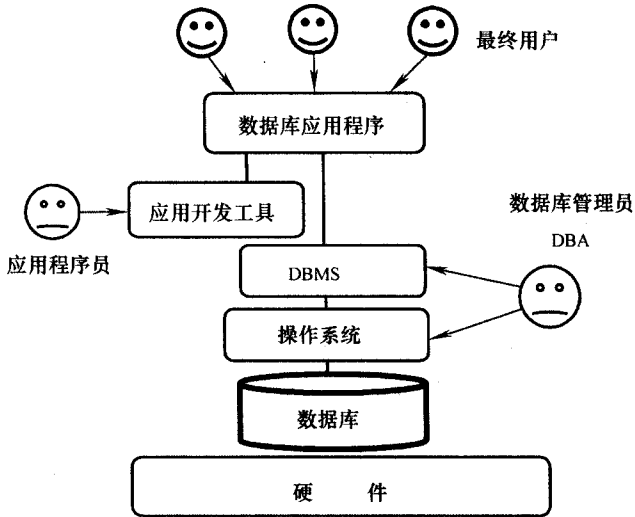 最终用户
数据库应用程序
应用开发工具
数据库管理员
DBA
应用程序员
DBMS
操作系统
数据库
硬 件